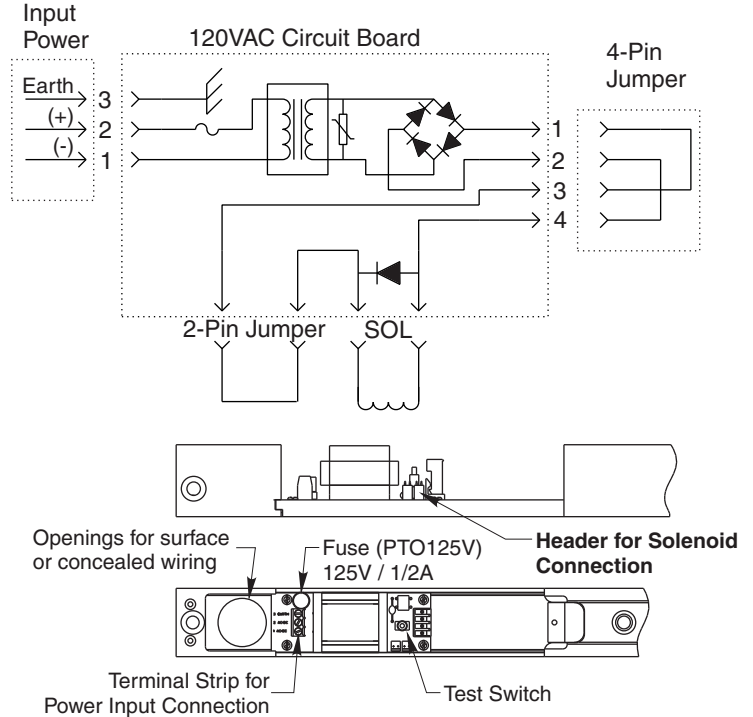 Input
Power
120VAC Circuit Board
4-Pin
Jumper
Earth
3
(+)
2
(-)
1
1
2
3
4
2-Pin Jumper
SOL
Openings for surface
or concealed wiring
Fuse (PTO125V)
125V / 1/2A
Header for Solenoid
Connection
Terminal Strip for
Power Input Connection
Test Switch